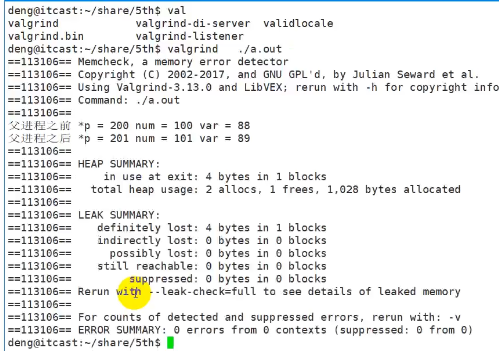 deng@itcast:~/share/5th$ val
valgrind            valgrind-di-server  validlocale
valgrind.bin        valgrind-listener
deng@itcast:~/share/5th$ valgrind   ./a.out
==113106== Memcheck, a memory error detector
==113106== Copyright (C) 2002-2017, and GNU GPL'd, by Julian Seward et al.
==113106== Using Valgrind-3.13.0 and LibVEX; rerun with -h for copyright info
==113106== Command: ./a.out
==113106==
父进程之前 *p = 200 num = 100 var = 88
父进程之后 *p = 201 num = 101 var = 89
==113106==
==113106== HEAP SUMMARY:
==113106==     in use at exit: 4 bytes in 1 blocks
==113106==   total heap usage: 2 allocs, 1 frees, 1,028 bytes allocated
==113106==
==113106== LEAK SUMMARY:
==113106==    definitely lost: 4 bytes in 1 blocks
==113106==    indirectly lost: 0 bytes in 0 blocks
==113106==      possibly lost: 0 bytes in 0 blocks
==113106==    still reachable: 0 bytes in 0 blocks
==113106==         suppressed: 0 bytes in 0 blocks
==113106== Rerun with --leak-check=full to see details of leaked memory
==113106==
==113106== For counts of detected and suppressed errors, rerun with: -v
==113106== ERROR SUMMARY: 0 errors from 0 contexts (suppressed: 0 from 0)
deng@itcast:~/share/5th$